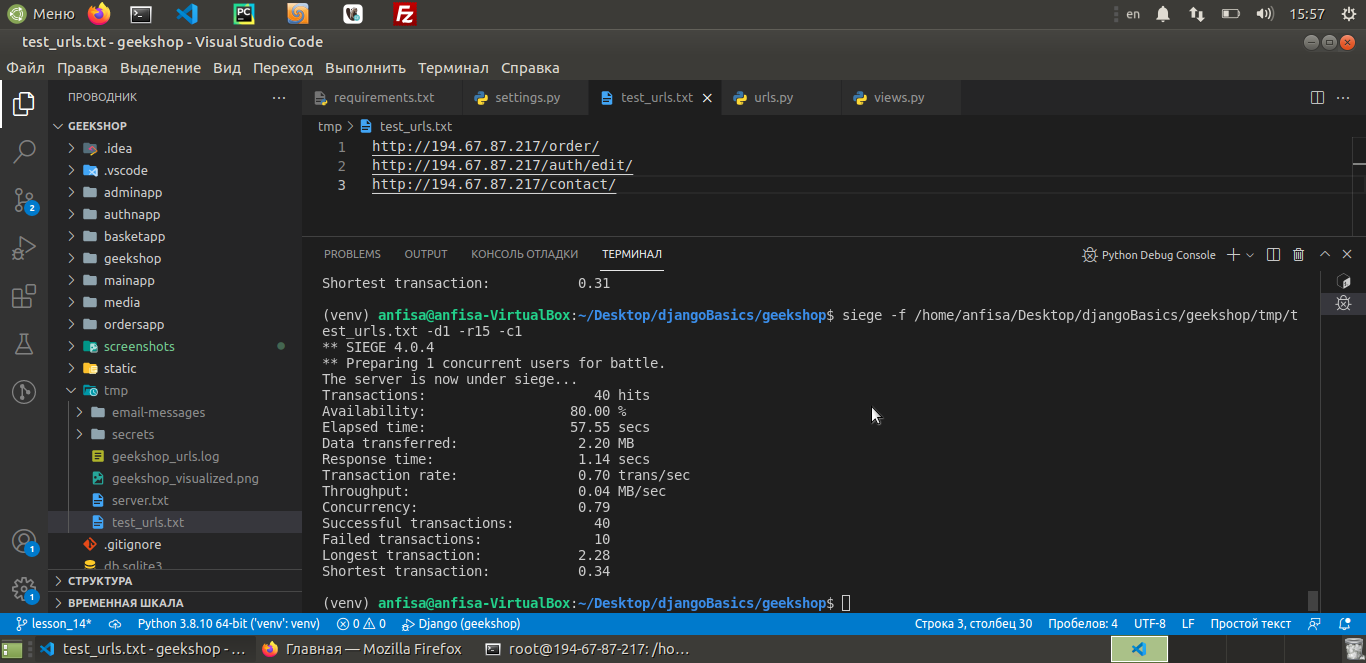 Меню
en
15:57
test_urls.txt - geekshop - Visual Studio Code
Файл Правка Выделение Вид Переход Выполнить Терминал Справка
ПРОВОДНИК
requirements.txt settings.py test_urls.txt urls.py views.py
GEEKSHOP
tmp > test_urls.txt
.idea
.vscode
adminapp
authnapp
basketapp
geekshop
mainapp
media
ordersapp
screenshots
static
tmp
email-messages
secrets
geekshop_urls.log
geekshop_visualized.png
server.txt
test_urls.txt
.gitignore
db.sqlite3
СТРУКТУРА
ВРЕМЕННАЯ ШКАЛА
2
1
1
1 http://194.67.87.217/order/
2 http://194.67.87.217/auth/edit/
3 http://194.67.87.217/contact/
PROBLEMS OUTPUT КОНСОЛЬ ОТЛАДКИ ТЕРМИНАЛ
Python Debug Console
Shortest transaction: 0.31
(venv) anfisa@anfisa-VirtualBox:~/Desktop/djangoBasics/geekshop$ siege -f /home/anfisa/Desktop/djangoBasics/geekshop/tmp/t
est_urls.txt -d1 -r15 -c1
** SIEGE 4.0.4
** Preparing 1 concurrent users for battle.
The server is now under siege...
Transactions: 40 hits
Availability: 80.00 %
Elapsed time: 57.55 secs
Data transferred: 2.20 MB
Response time: 1.14 secs
Transaction rate: 0.70 trans/sec
Throughput: 0.04 MB/sec
Concurrency: 0.79
Successful transactions: 40
Failed transactions: 10
Longest transaction: 2.28
Shortest transaction: 0.34
(venv) anfisa@anfisa-VirtualBox:~/Desktop/djangoBasics/geekshop$
lesson_14* Python 3.8.10 64-bit ('venv': venv) 0 0 Django (geekshop) Строка 3, столбец 30 Пробелов: 4 UTF-8 LF Простой текст
test_urls.txt - geekshop - ... Главная — Mozilla Firefox root@194-67-87-217: /ho...